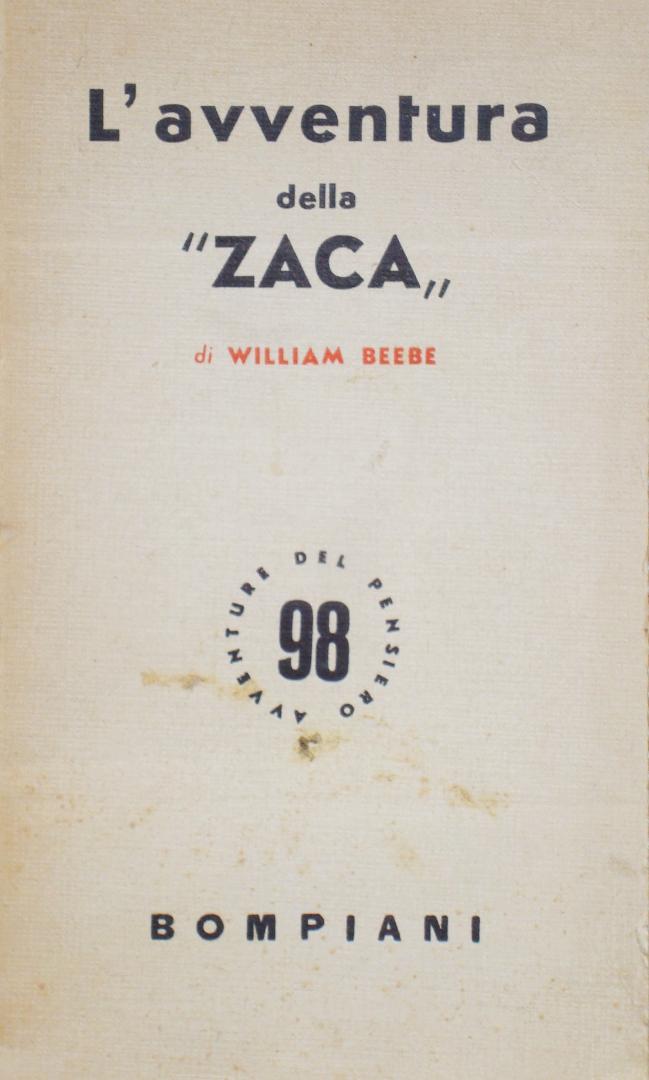 L'avventura
della
"ZACA„
di WILLIAM BEEBE
AVVENTURE DEL PENSIERO
98
BOMPIANI